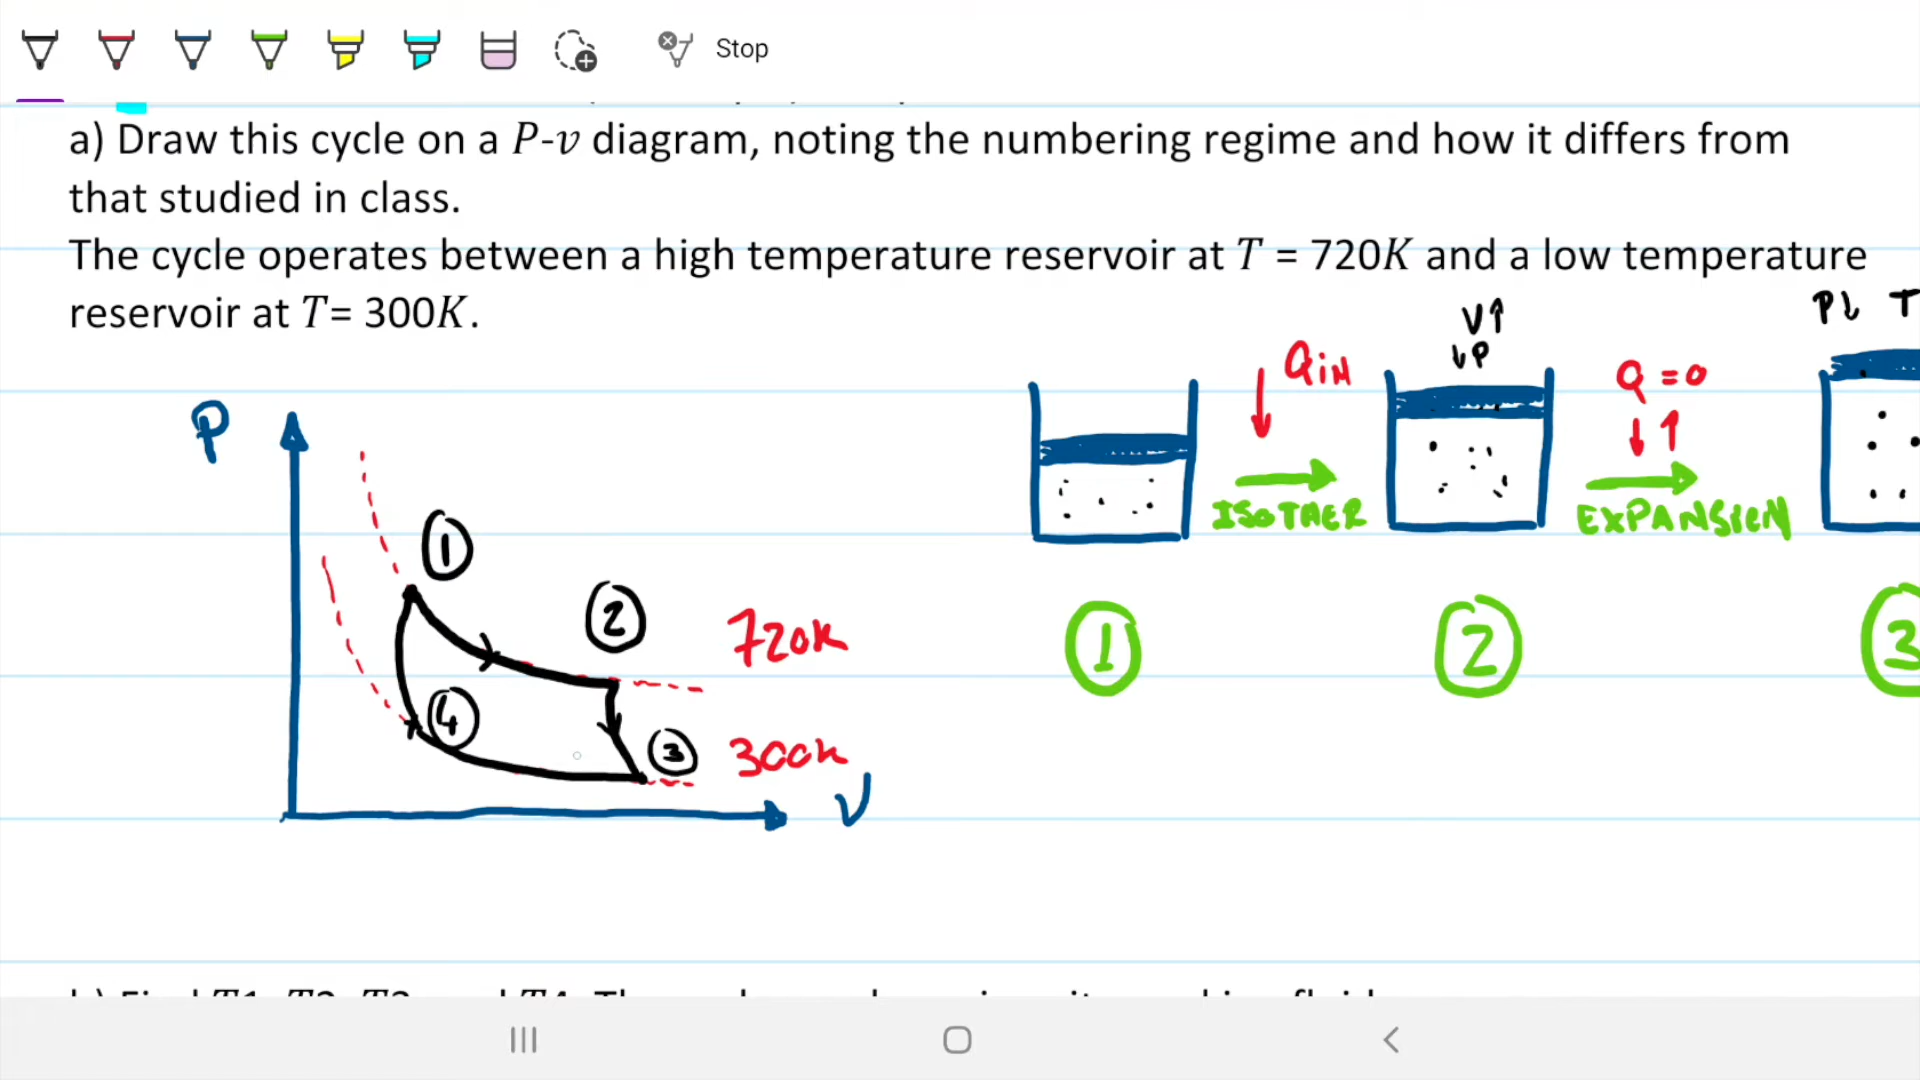 Stop
a) Draw this cycle on a P-v diagram, noting the numbering regime and how it differs from
that studied in class.
The cycle operates between a high temperature reservoir at T = 720K and a low temperature
reservoir at T= 300K.
P
1
2
720K
4
3
300K
V
V↑
↓P
P↓ T
↓ QIN
Q =0
↓ ↑
ISOTHER
EXPANSION
1
2
3